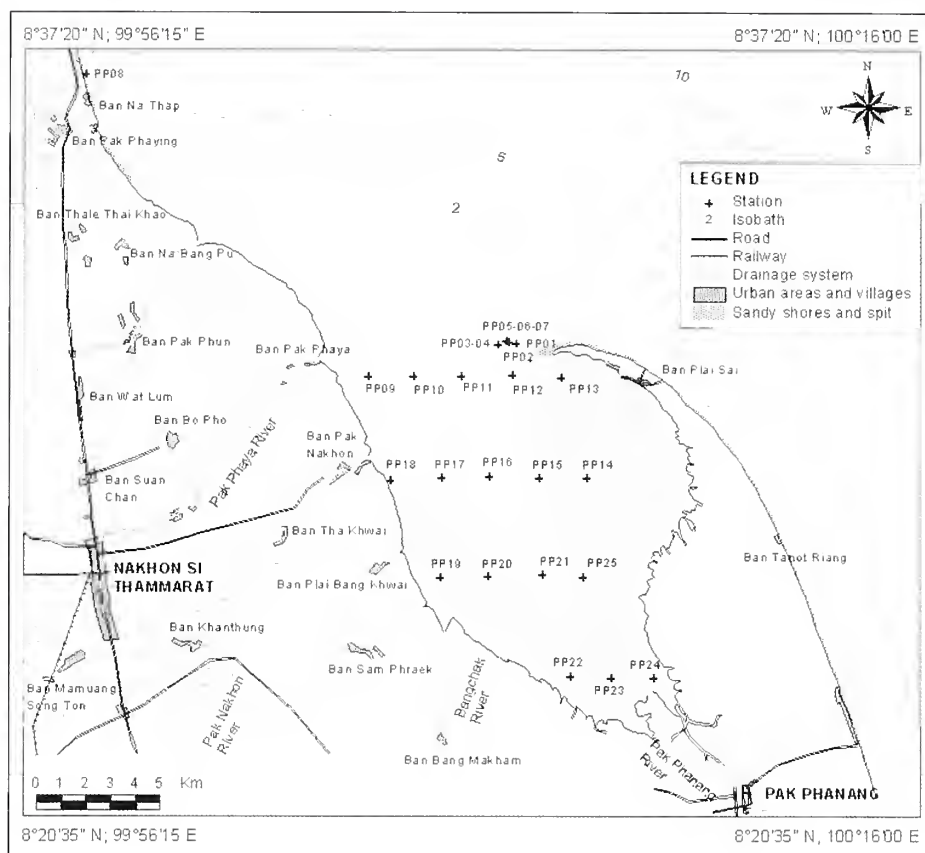 8°37'20" N; 99°56'15" E
8°37'20" N; 100°16'00 E
PP08
10
N
W
E
S
Ban Na Thap
Ban Pak Phaying
5
LEGEND
Station
2 Isobath
Road
Railway
Drainage system
Urban areas and villages
Sandy shores and spit
Ban Thale Thai Khao
2
Ban Na Bang Pu
PP05-06-07
PP03-04
PP01
PP02
Ban Pak Phun
Ban Pak Phaya
Ban Plai Sai
PP09
PP10
PP11
PP12
PP13
Ban Wat Lum
Ban Bo Pho
Pak Phaya River
Ban Pak
Nakhon
PP18
PP17
PP16
PP15
PP14
Ban Suan
Chan
Ban Tha Khwai
Ban Tanot Riang
NAKHON SI
THAMMARAT
Ban Plai Bang Khwai
PP19
PP20
PP21
PP25
Ban Khanthung
Ban Sam Phraek
PP22
PP23
PP24
Ban Mamuang
Song Ton
Pak Nakhon
River
Bangchak
River
Ban Bang Makham
Pak Phanang
River
0 1 2 3 4 5 Km
PAK PHANANG
8°20'35" N; 99°56'15 E
8°20'35" N; 100°16'00 E